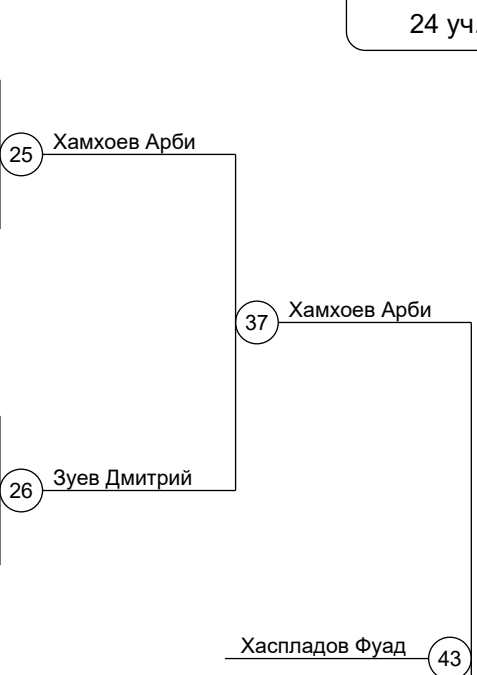 24 уч.
Хамхоев Арби
25
Хамхоев Арби
37
Зуев Дмитрий
26
Хаспладов Фуад
43